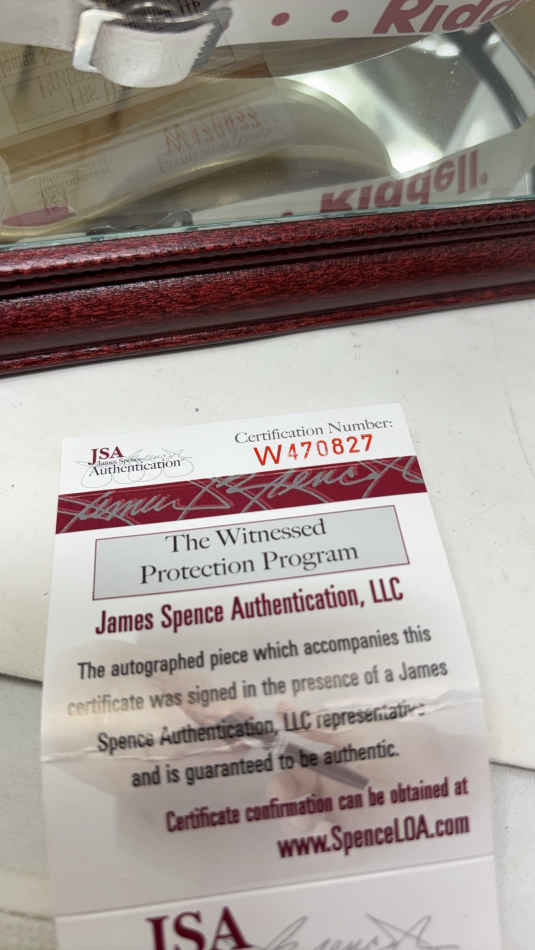 Riddell
Riddell
JSA
James Spence
Authentication
Certification Number:
W470827
James Spence
The Witnessed
Protection Program
James Spence Authentication, LLC
The autographed piece which accompanies this
certificate was signed in the presence of a James
Spence Authentication, LLC representative
and is guaranteed to be authentic.
Certificate confirmation can be obtained at
www.SpenceLOA.com
JSA